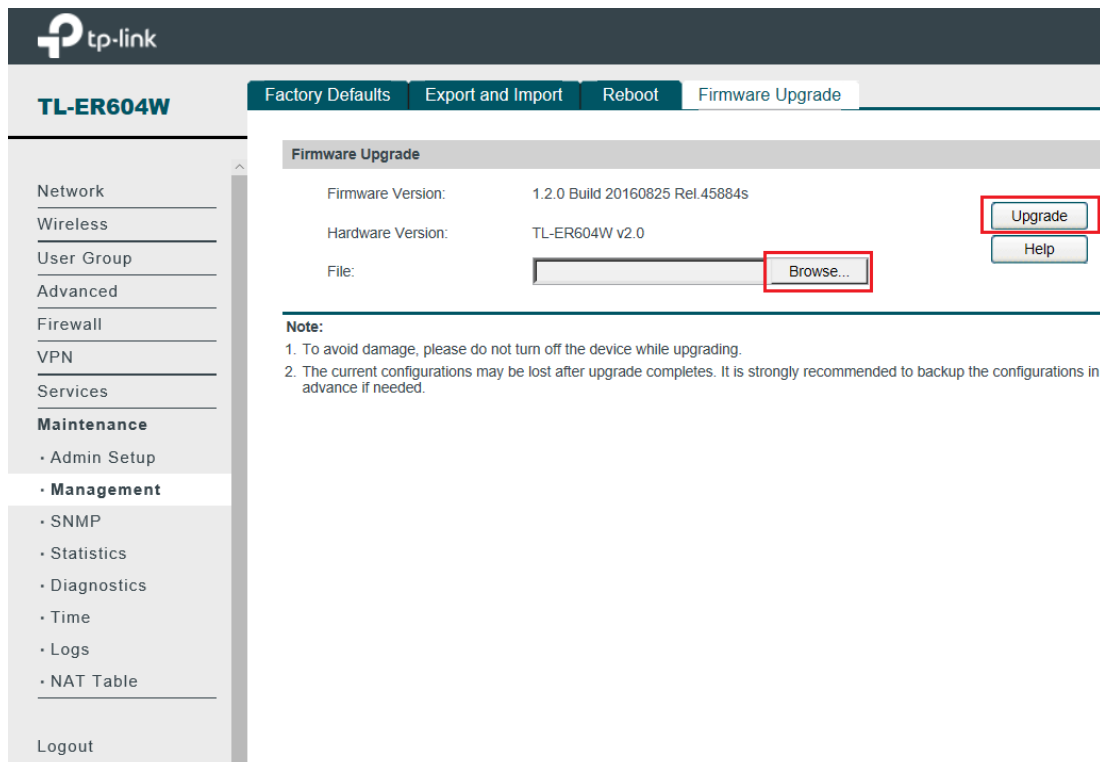 tp-link
TL-ER604W
Factory Defaults
Export and Import
Reboot
Firmware Upgrade
Network
Wireless
User Group
Advanced
Firewall
VPN
Services
Maintenance
· Admin Setup
· Management
· SNMP
· Statistics
· Diagnostics
· Time
· Logs
· NAT Table
Logout
Firmware Upgrade
Firmware Version: 1.2.0 Build 20160825 Rel.45884s
Hardware Version: TL-ER604W v2.0
File: Browse...
Upgrade
Help
Note:
1. To avoid damage, please do not turn off the device while upgrading.
2. The current configurations may be lost after upgrade completes. It is strongly recommended to backup the configurations in
advance if needed.